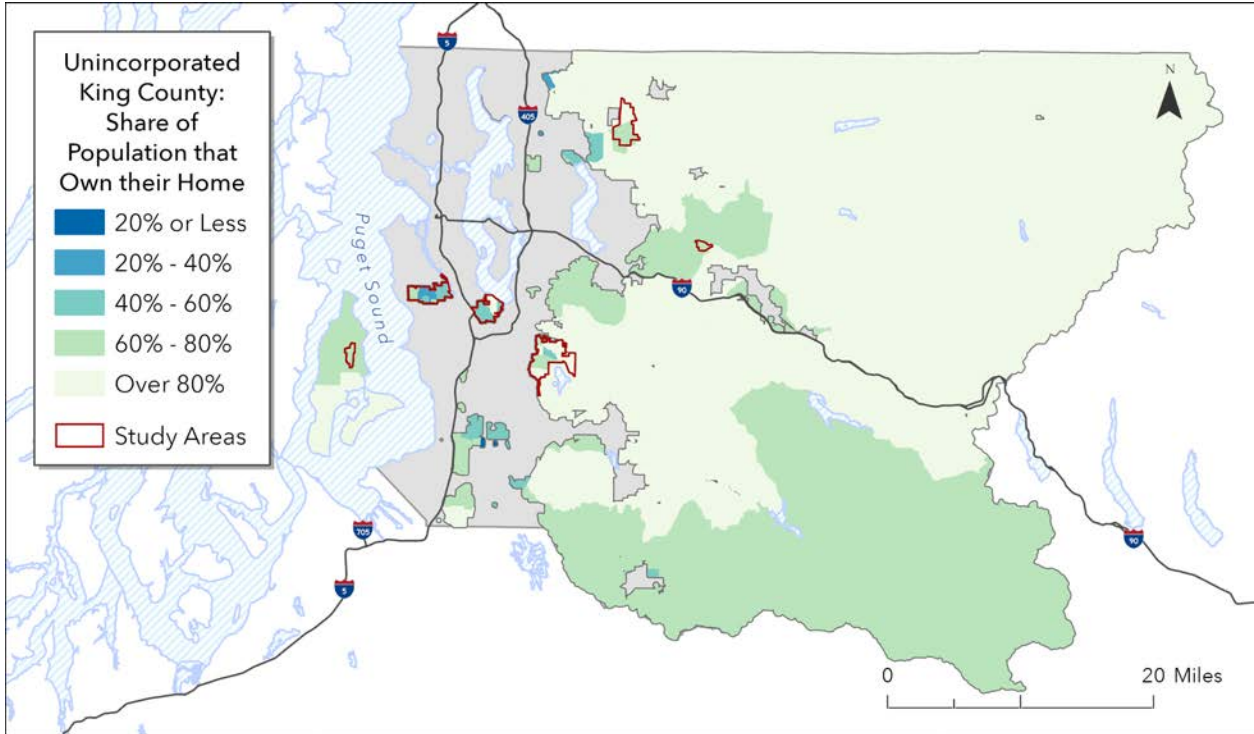 Unincorporated
King County:
Share of
Population that
Own their Home
20% or Less
20% - 40%
40% - 60%
60% - 80%
Over 80%
Study Areas
5
405
N
Puget Sound
90
705
5
90
0
20 Miles